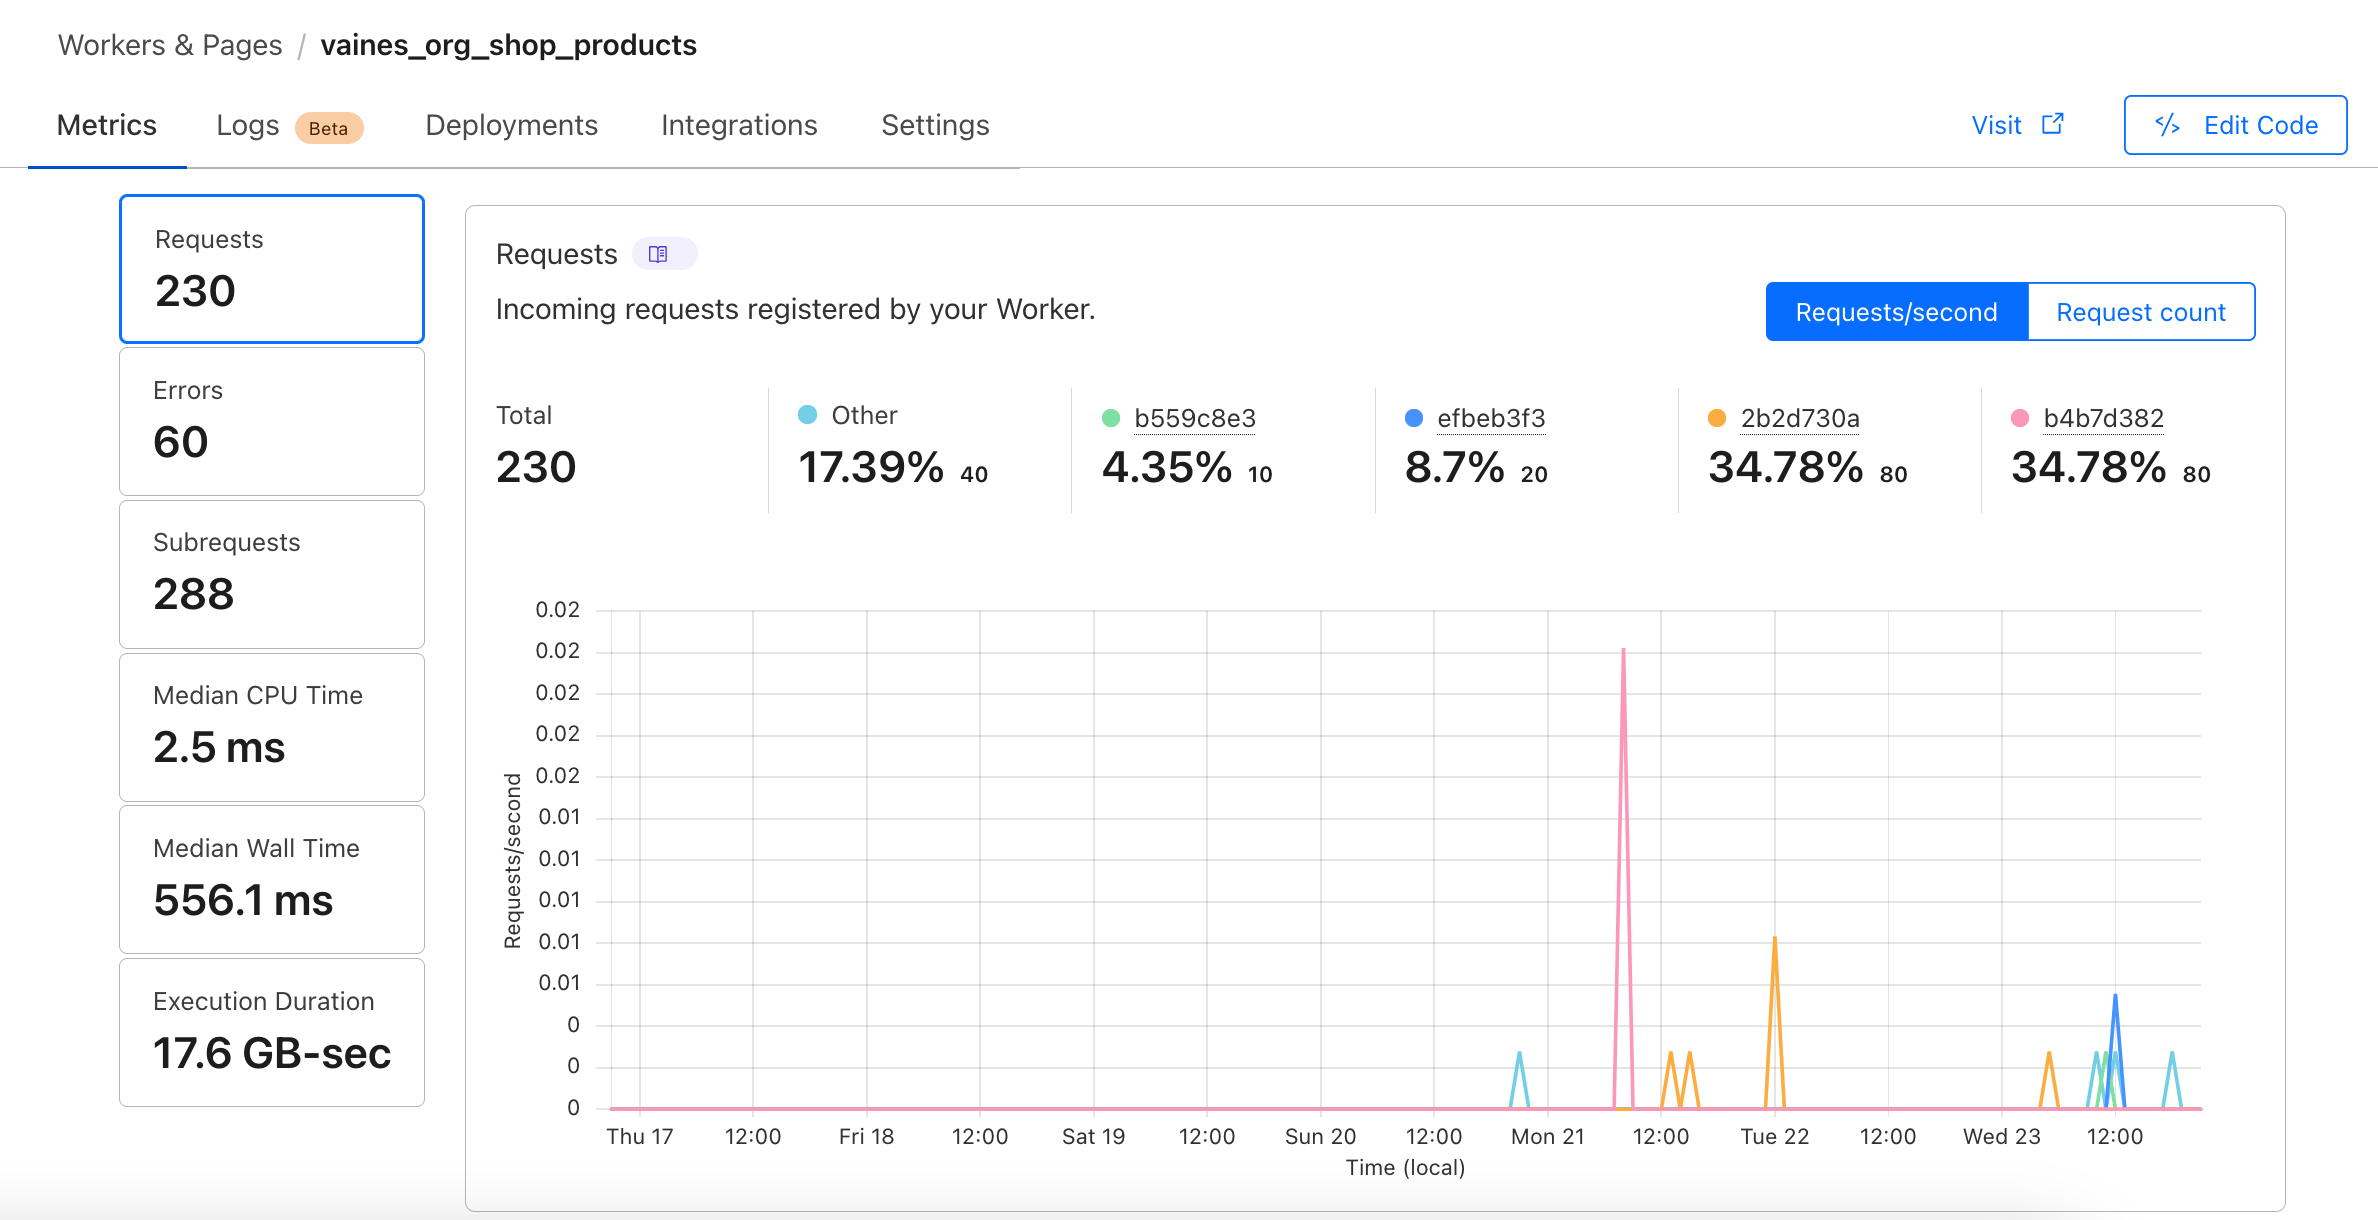 Workers & Pages / vaines_org_shop_products
Metrics
Logs Beta
Deployments
Integrations
Settings
Visit
</> Edit Code
Requests
230
Errors
60
Subrequests
288
Median CPU Time
2.5 ms
Median Wall Time
556.1 ms
Execution Duration
17.6 GB-sec
Requests
Incoming requests registered by your Worker.
Requests/second
Request count
Total
230
Other
17.39% 40
b559c8e3
4.35% 10
efbeb3f3
8.7% 20
2b2d730a
34.78% 80
b4b7d382
34.78% 80
Requests/second
0.02
0.02
0.02
0.02
0.02
0.01
0.01
0.01
0.01
0.01
0
0
0
Thu 17 12:00 Fri 18 12:00 Sat 19 12:00 Sun 20 12:00 Mon 21 12:00 Tue 22 12:00 Wed 23 12:00
Time (local)